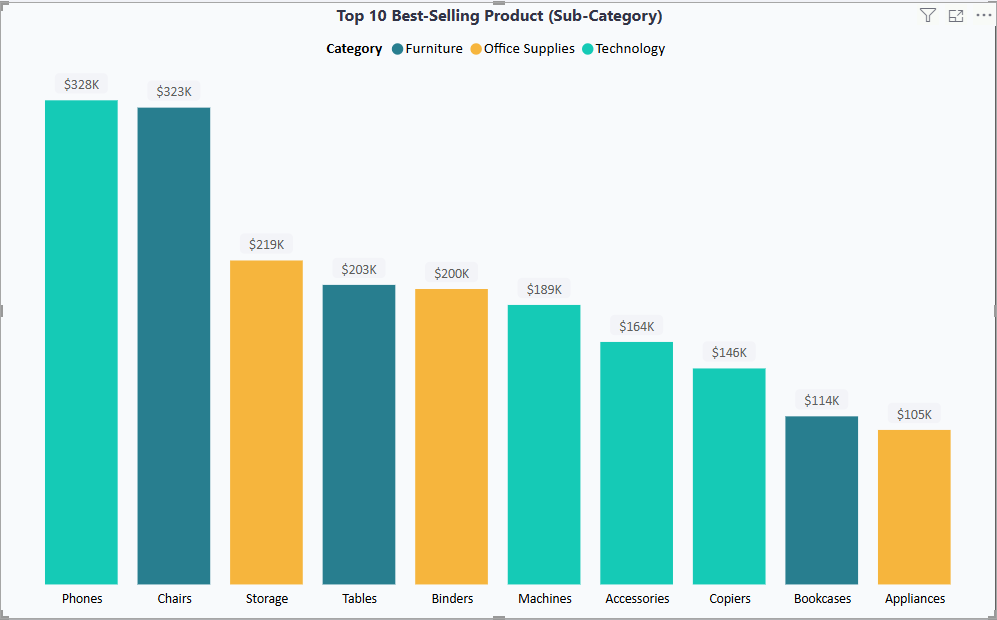 Top 10 Best-Selling Product (Sub-Category)
Category Furniture Office Supplies Technology
$328K
$323K
$219K
$203K
$200K
$189K
$164K
$146K
$114K
$105K
Phones Chairs Storage Tables Binders Machines Accessories Copiers Bookcases Appliances